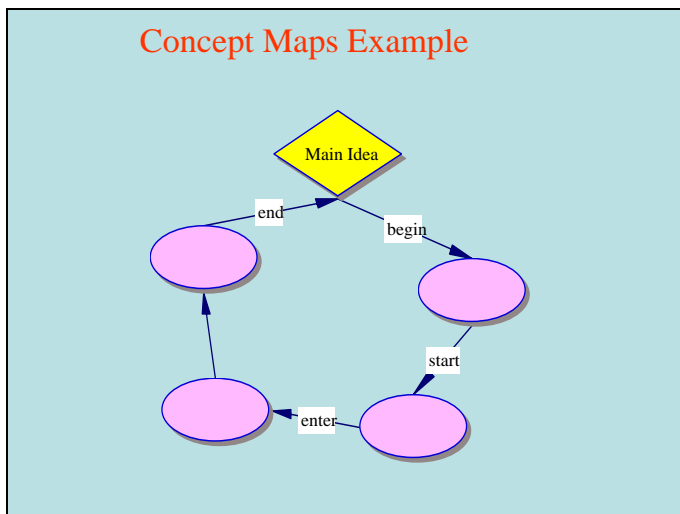 Concept Maps Example
Main Idea
end
begin
start
enter